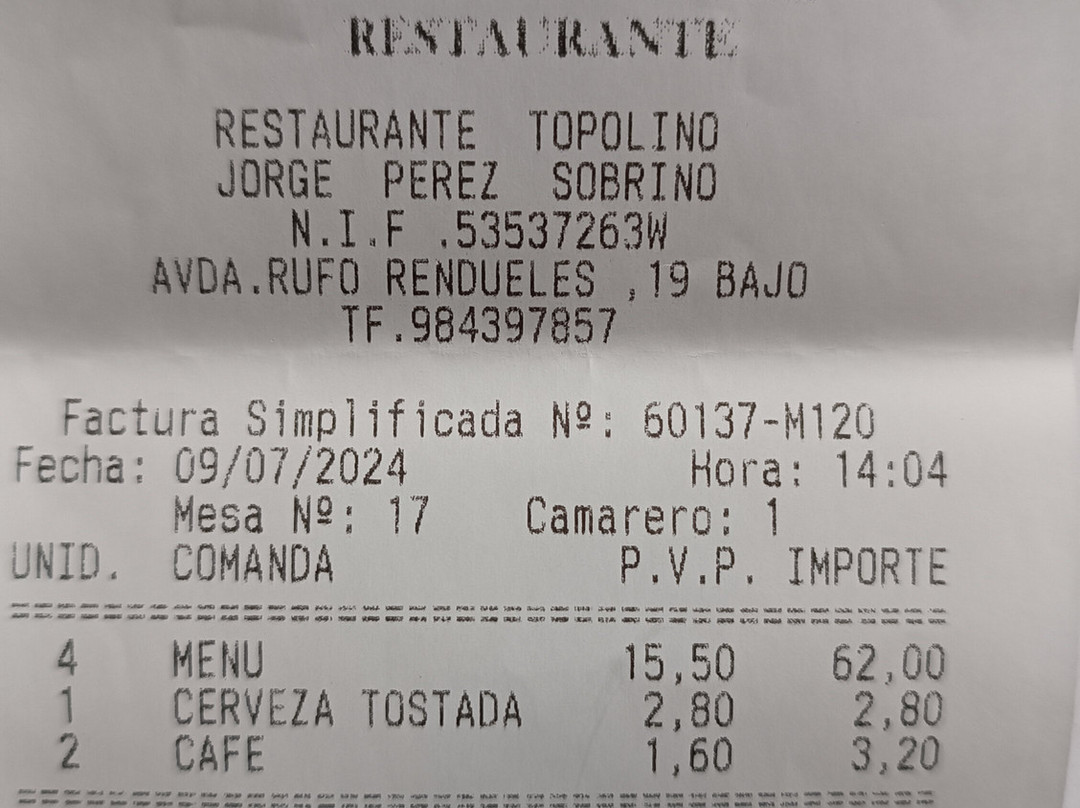 RESTAURANTE
RESTAURANTE TOPOLINO
JORGE PEREZ SOBRINO
N.I.F .53537263W
AVDA.RUFO RENDUELES ,19 BAJO
TF.984397857
Factura Simplificada Nº: 60137-M120
Fecha: 09/07/2024 Hora: 14:04
Mesa Nº: 17 Camarero: 1
UNID. COMANDA P.V.P. IMPORTE
4 MENU 15,50 62,00
1 CERVEZA TOSTADA 2,80 2,80
2 CAFE 1,60 3,20